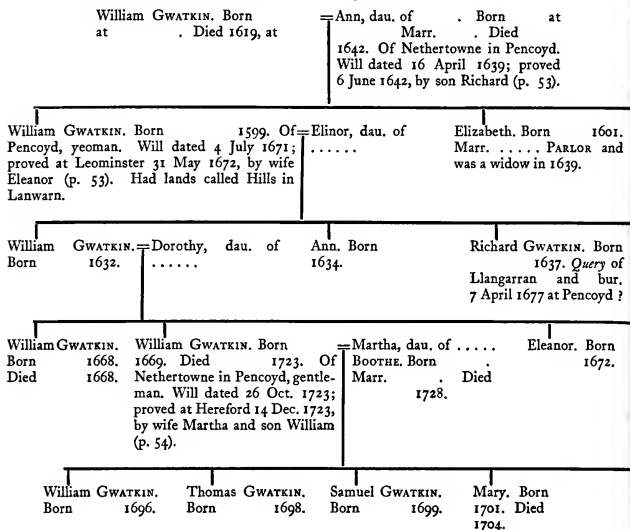 William GWATKIN. Born
at . Died 1619, at
=Ann, dau. of . Born at
Marr. . Died
1642. Of Nethertowne in Pencoyd.
Will dated 16 April 1639; proved
6 June 1642, by son Richard (p. 53).
William GWATKIN. Born 1599. Of
Pencoyd, yeoman. Will dated 4 July 1671;
proved at Leominster 31 May 1672, by wife
Eleanor (p. 53). Had lands called Hills in
Lanwarn.
=Elinor, dau. of
. . . . . .
Elizabeth. Born 1601.
Marr. . . . . . PARLOR and
was a widow in 1639.
William GWATKIN.
Born 1632.
=Dorothy, dau. of
. . . . . .
Ann. Born
1634.
Richard GWATKIN. Born
1637. Query of
Llangarran and bur.
7 April 1677 at Pencoyd ?
William GWATKIN.
Born 1668.
Died 1668.
William GWATKIN. Born
1669. Died 1723. Of
Nethertowne in Pencoyd, gentle-
man. Will dated 26 Oct. 1723;
proved at Hereford 14 Dec. 1723,
by wife Martha and son William
(p. 54).
=Martha, dau. of . . . . .
BOOTHE. Born .
Marr. . Died
1728.
Eleanor. Born
1672.
William GWATKIN.
Born 1696.
Thomas GWATKIN.
Born 1698.
Samuel GWATKIN.
Born 1699.
Mary. Born
1701. Died
1704.